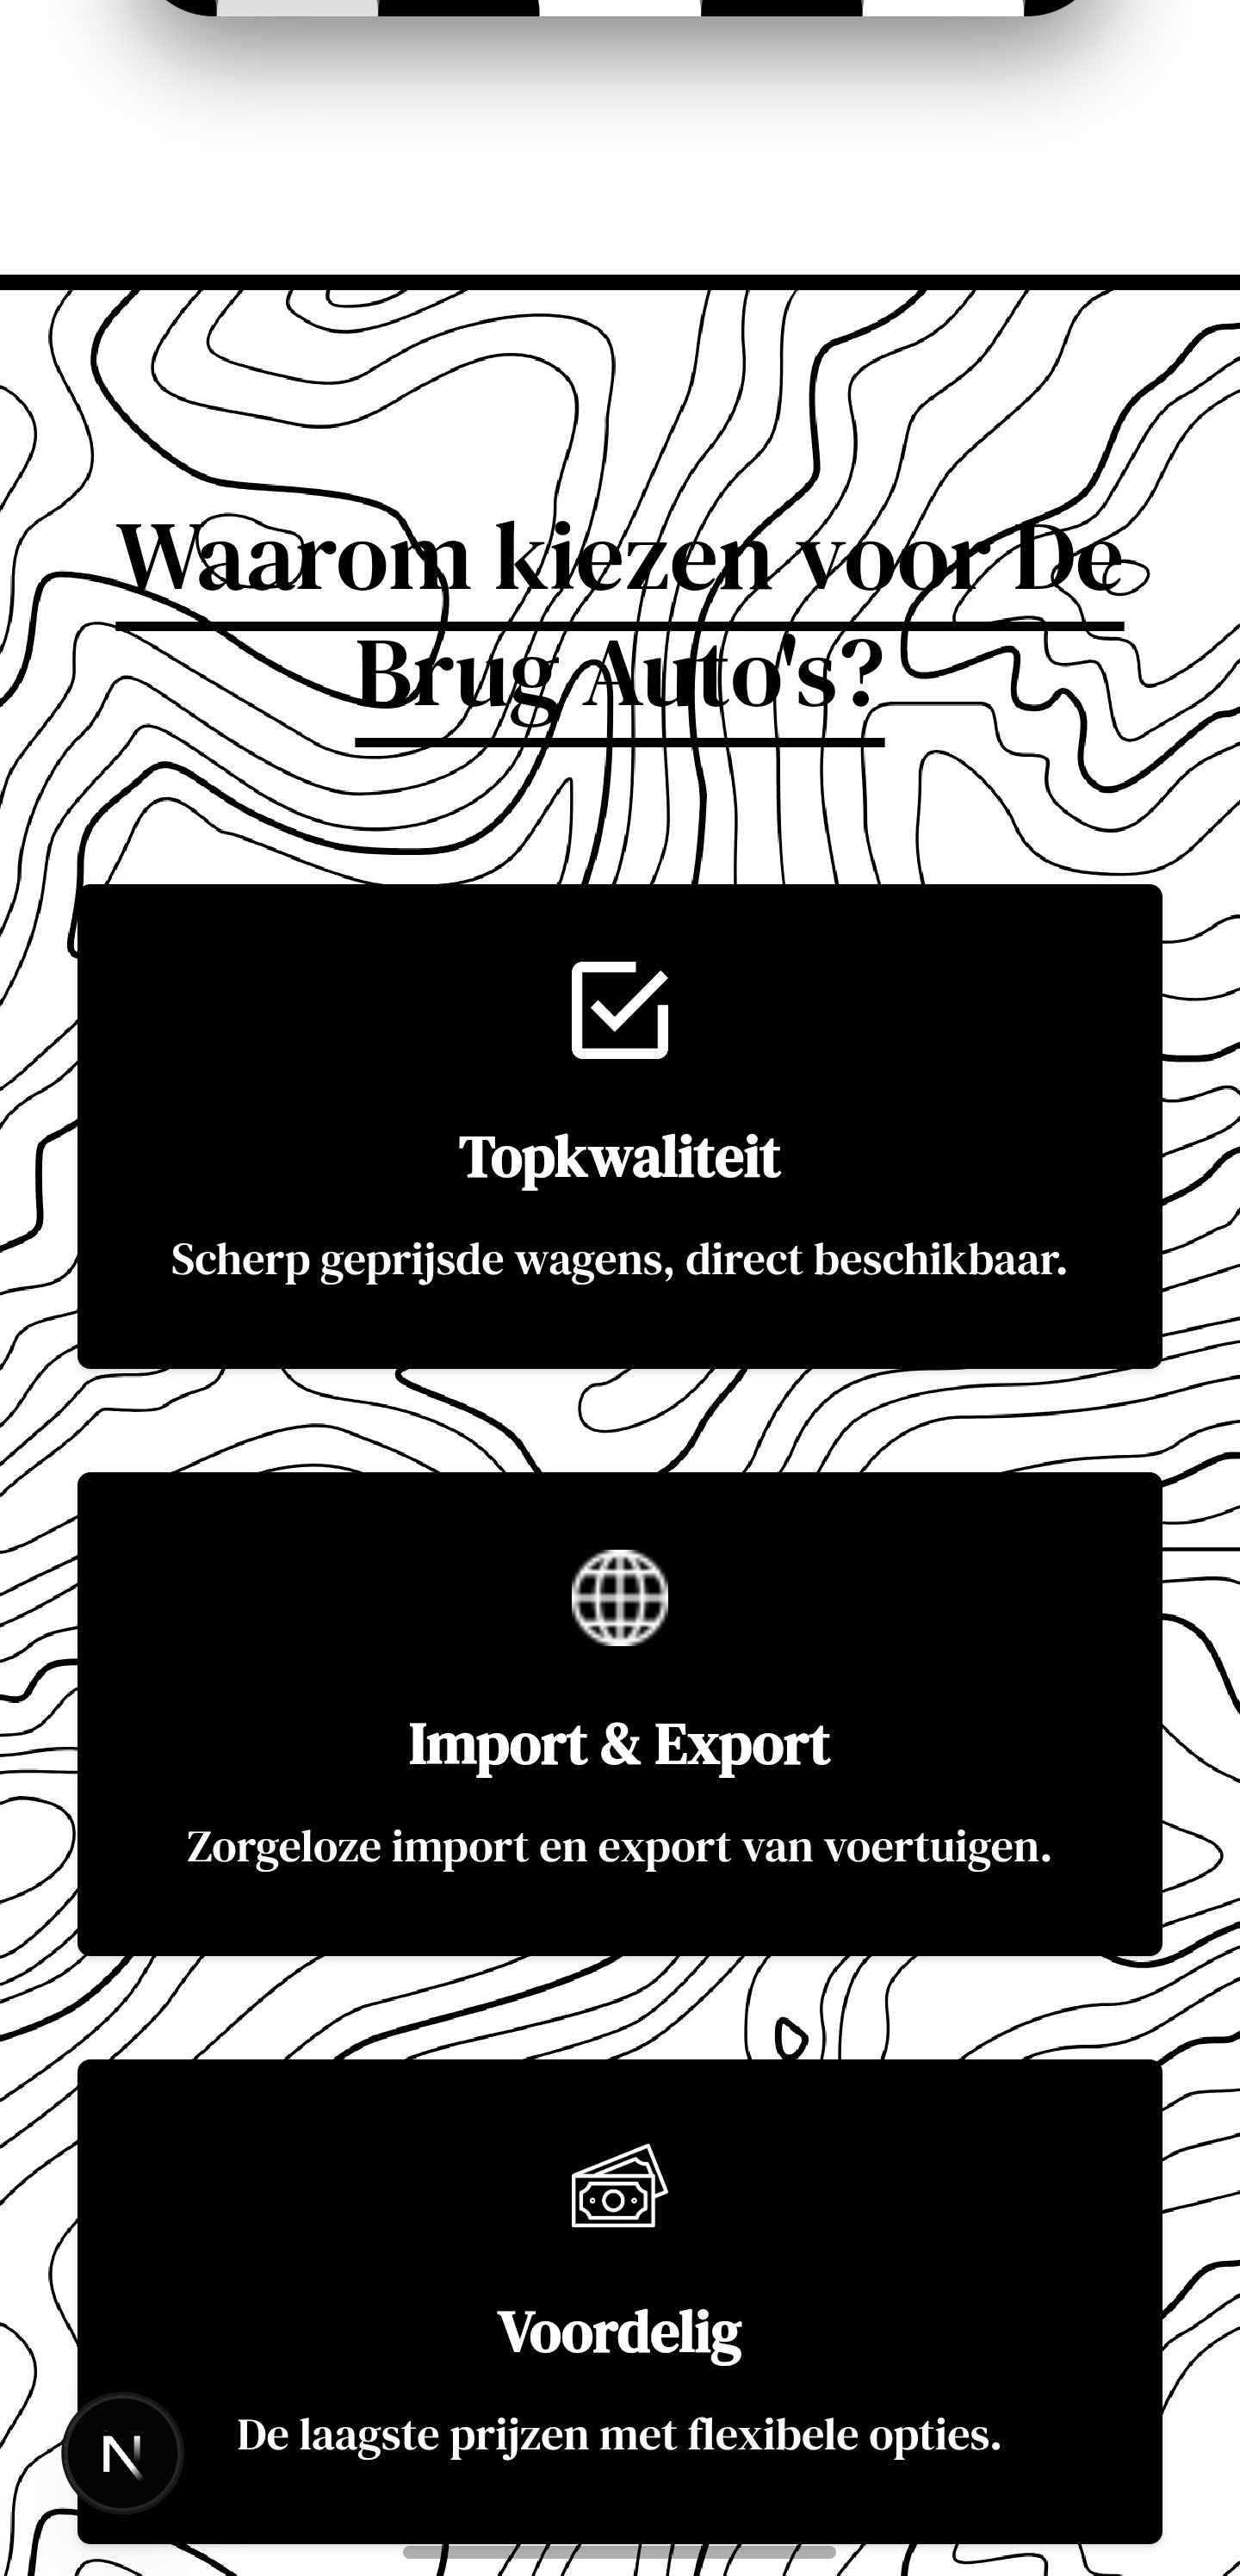 Waarom kiezen voor De
Brug Auto's?
Topkwaliteit
Scherp geprijsde wagens, direct beschikbaar.
Import & Export
Zorgeloze import en export van voertuigen.
Voordelig
De laagste prijzen met flexibele opties.
N